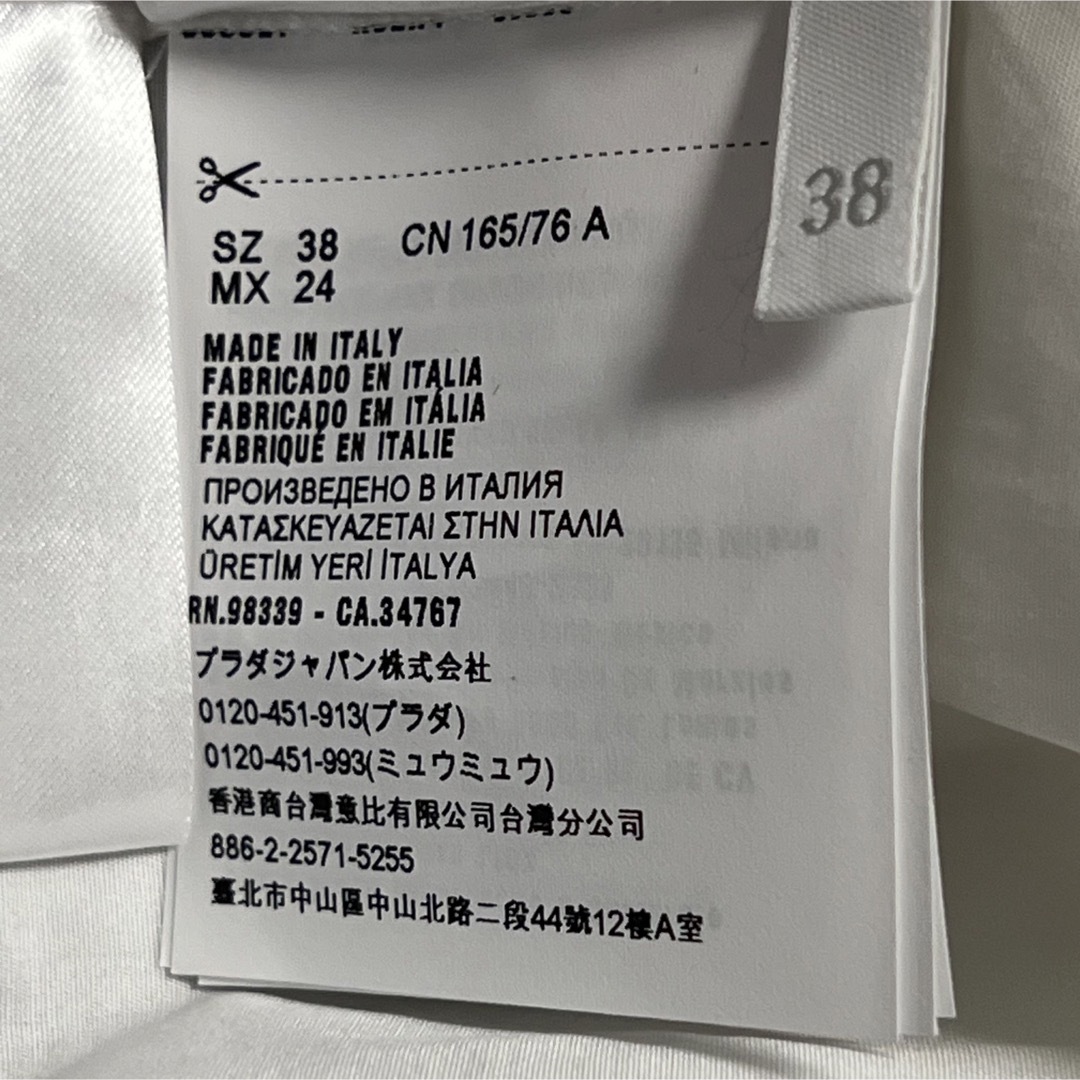 SZ 38 CN 165/76 A
MX 24
38
MADE IN ITALY
FABRICADO EN ITALIA
FABRICADO EM ITÁLIA
FABRIQUÉ EN ITALIE
ПРОИЗВЕДЕНО В ИТАЛИЯ
ΚΑΤΑΣΚΕΥΑΖΕΤΑΙ ΣΤΗΝ ΙΤΑΛΙΑ
ÜRETİM YERİ İTALYA
RN.98339 - CA.34767
プラダジャパン株式会社
0120-451-913(プラダ)
0120-451-993(ミュウミュウ)
香港商台灣意比有限公司台灣分公司
886-2-2571-5255
臺北市中山區中山北路二段44號12樓A室